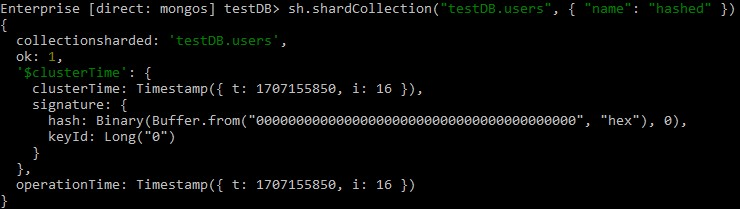 Enterprise [direct: mongos] testDB> sh.shardCollection("testDB.users", { "name": "hashed" })
{
  collectionsharded: 'testDB.users',
  ok: 1,
  '$clusterTime': {
    clusterTime: Timestamp({ t: 1707155850, i: 16 }),
    signature: {
      hash: Binary(Buffer.from("0000000000000000000000000000000000000000", "hex"), 0),
      keyId: Long("0")
    }
  },
  operationTime: Timestamp({ t: 1707155850, i: 16 })
}